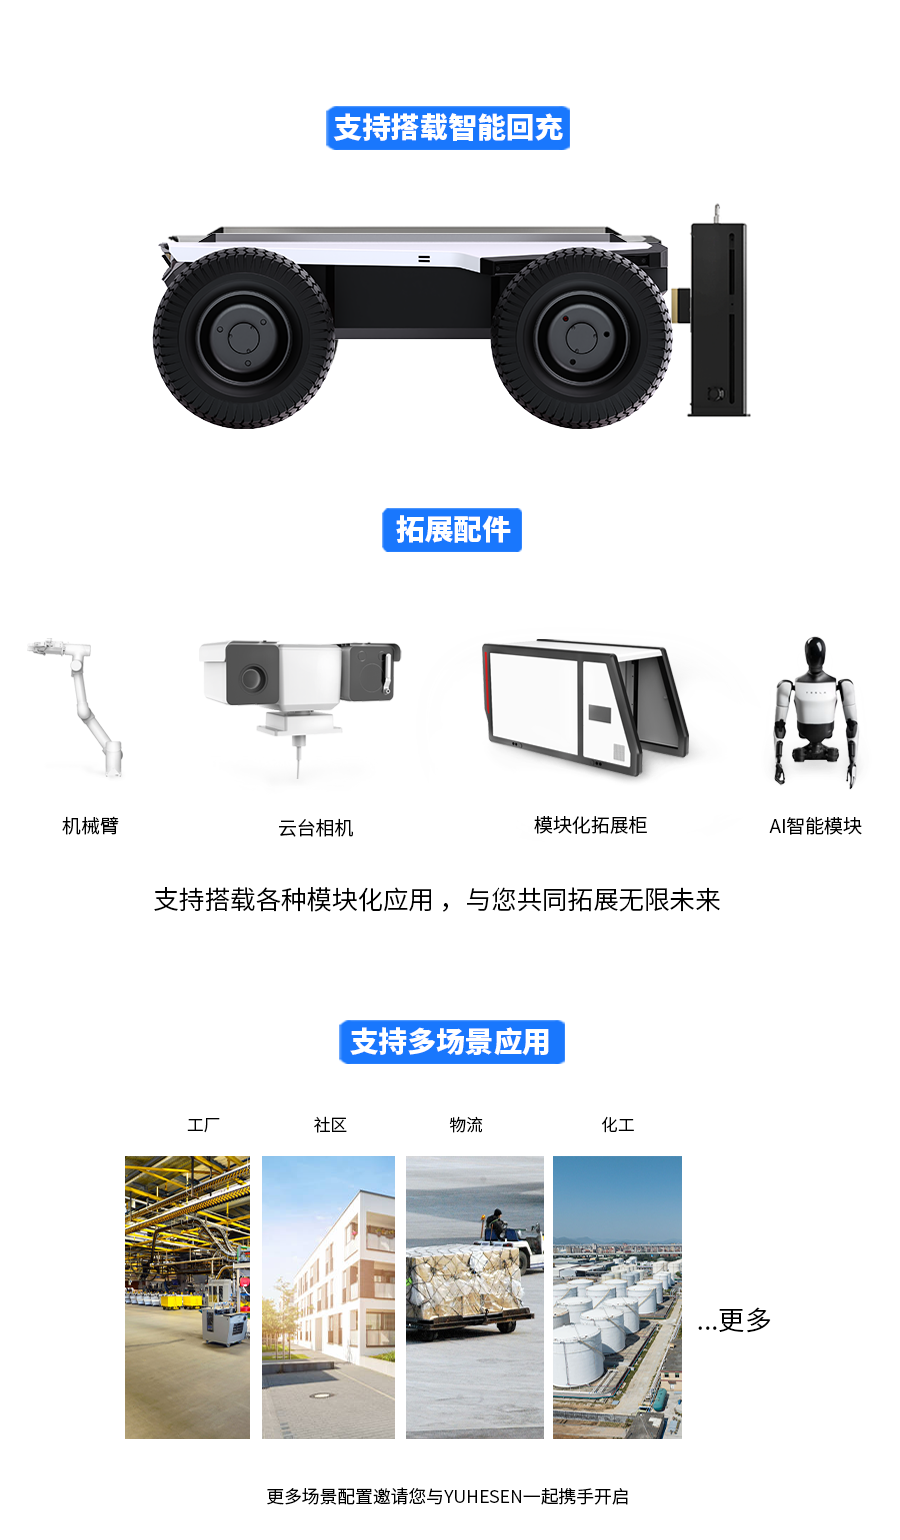 支持搭载智能回充
拓展配件
机械臂
云台相机
模块化拓展柜
AI智能模块
支持搭载各种模块化应用，与您共同拓展无限未来
支持多场景应用
工厂
社区
物流
化工
...更多
更多场景配置邀请您与YUHESEN一起携手开启